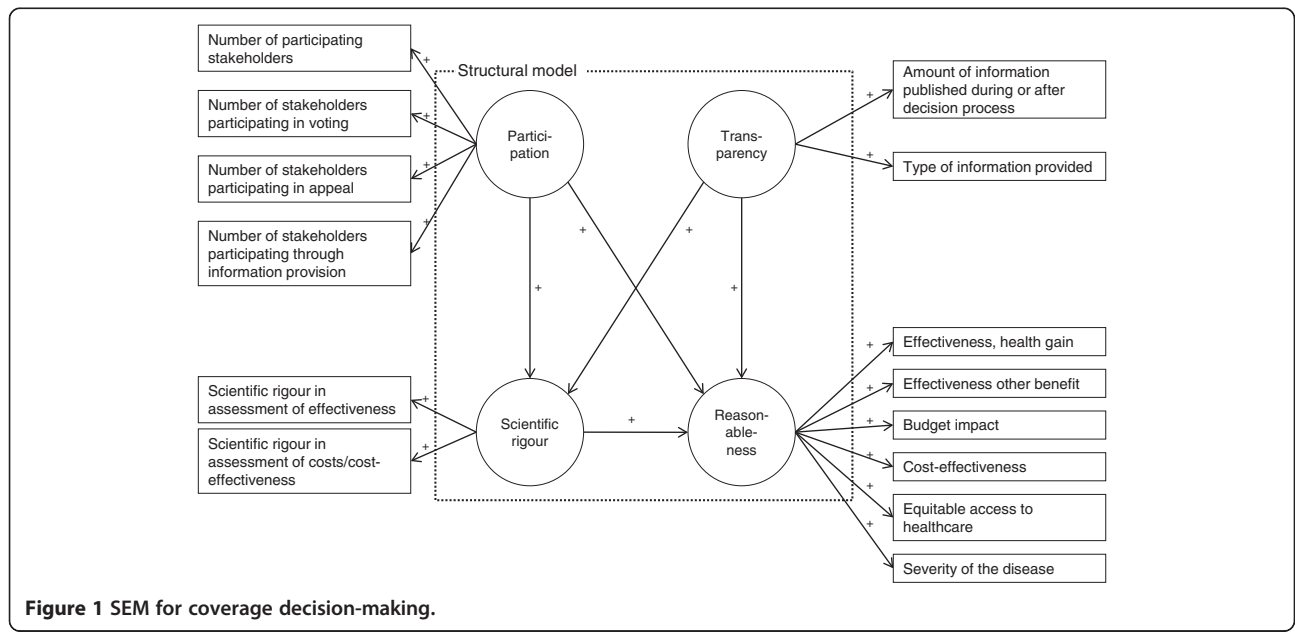 Number of participating
stakeholders
Number of stakeholders
participating in voting
Number of stakeholders
participating in appeal
Number of stakeholders
participating through
information provision
Scientific rigour in
assessment of effectiveness
Scientific rigour in
assessment of costs/cost-
effectiveness
+
+
+
+
+
+
Structural model
Partici-
pation
Trans-
parency
+
+
+
+
Scientific
rigour
+
Reason-
able-
ness
+
+
Amount of information
published during or after
decision process
Type of information provided
+
+
+
+
+
+
Effectiveness, health gain
Effectiveness other benefit
Budget impact
Cost-effectiveness
Equitable access to
healthcare
Severity of the disease
Figure 1 SEM for coverage decision-making.